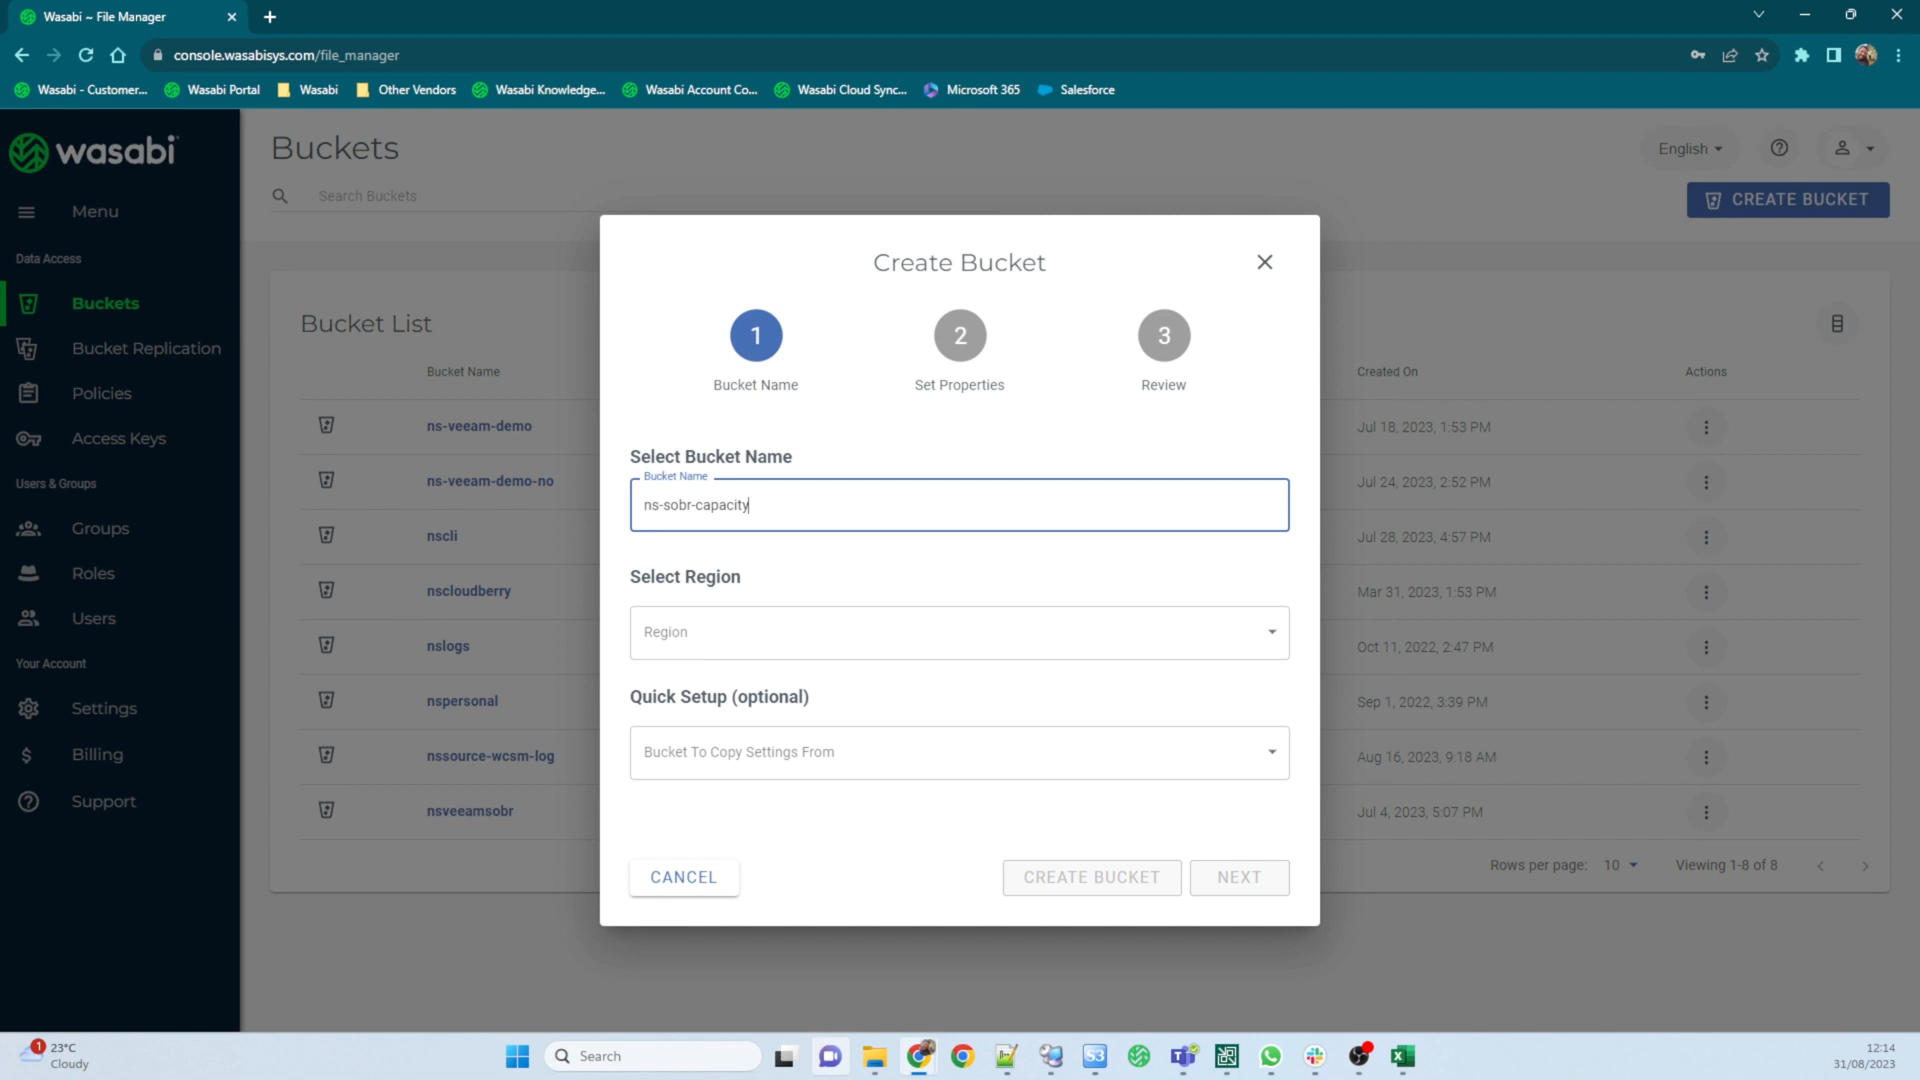 Wasabi ~ File Manager
console.wasabisys.com/file_manager
Wasabi - Customer...
Wasabi Portal
Wasabi
Other Vendors
Wasabi Knowledge...
Wasabi Account Co...
Wasabi Cloud Sync...
Microsoft 365
Salesforce
wasabi
Menu
Data Access
Buckets
Bucket Replication
Policies
Access Keys
Users & Groups
Groups
Roles
Users
Your Account
Settings
Billing
Support
Buckets
English
Search Buckets
CREATE BUCKET
Bucket List
Bucket Name
Created On
Actions
ns-veeam-demo
Jul 18, 2023, 1:53 PM
ns-veeam-demo-no
Jul 24, 2023, 2:52 PM
nscli
Jul 28, 2023, 4:57 PM
nscloudberry
Mar 31, 2023, 1:53 PM
nslogs
Oct 11, 2022, 2:47 PM
nspersonal
Sep 1, 2022, 3:39 PM
nssource-wcsm-log
Aug 16, 2023, 9:18 AM
nsveeamsobr
Jul 4, 2023, 5:07 PM
Rows per page: 10
Viewing 1-8 of 8
Create Bucket
1
2
3
Bucket Name
Set Properties
Review
Select Bucket Name
Bucket Name
ns-sobr-capacity
Select Region
Region
Quick Setup (optional)
Bucket To Copy Settings From
CANCEL
CREATE BUCKET
NEXT
1
23°C
Cloudy
Search
S3
12:14
31/08/2023